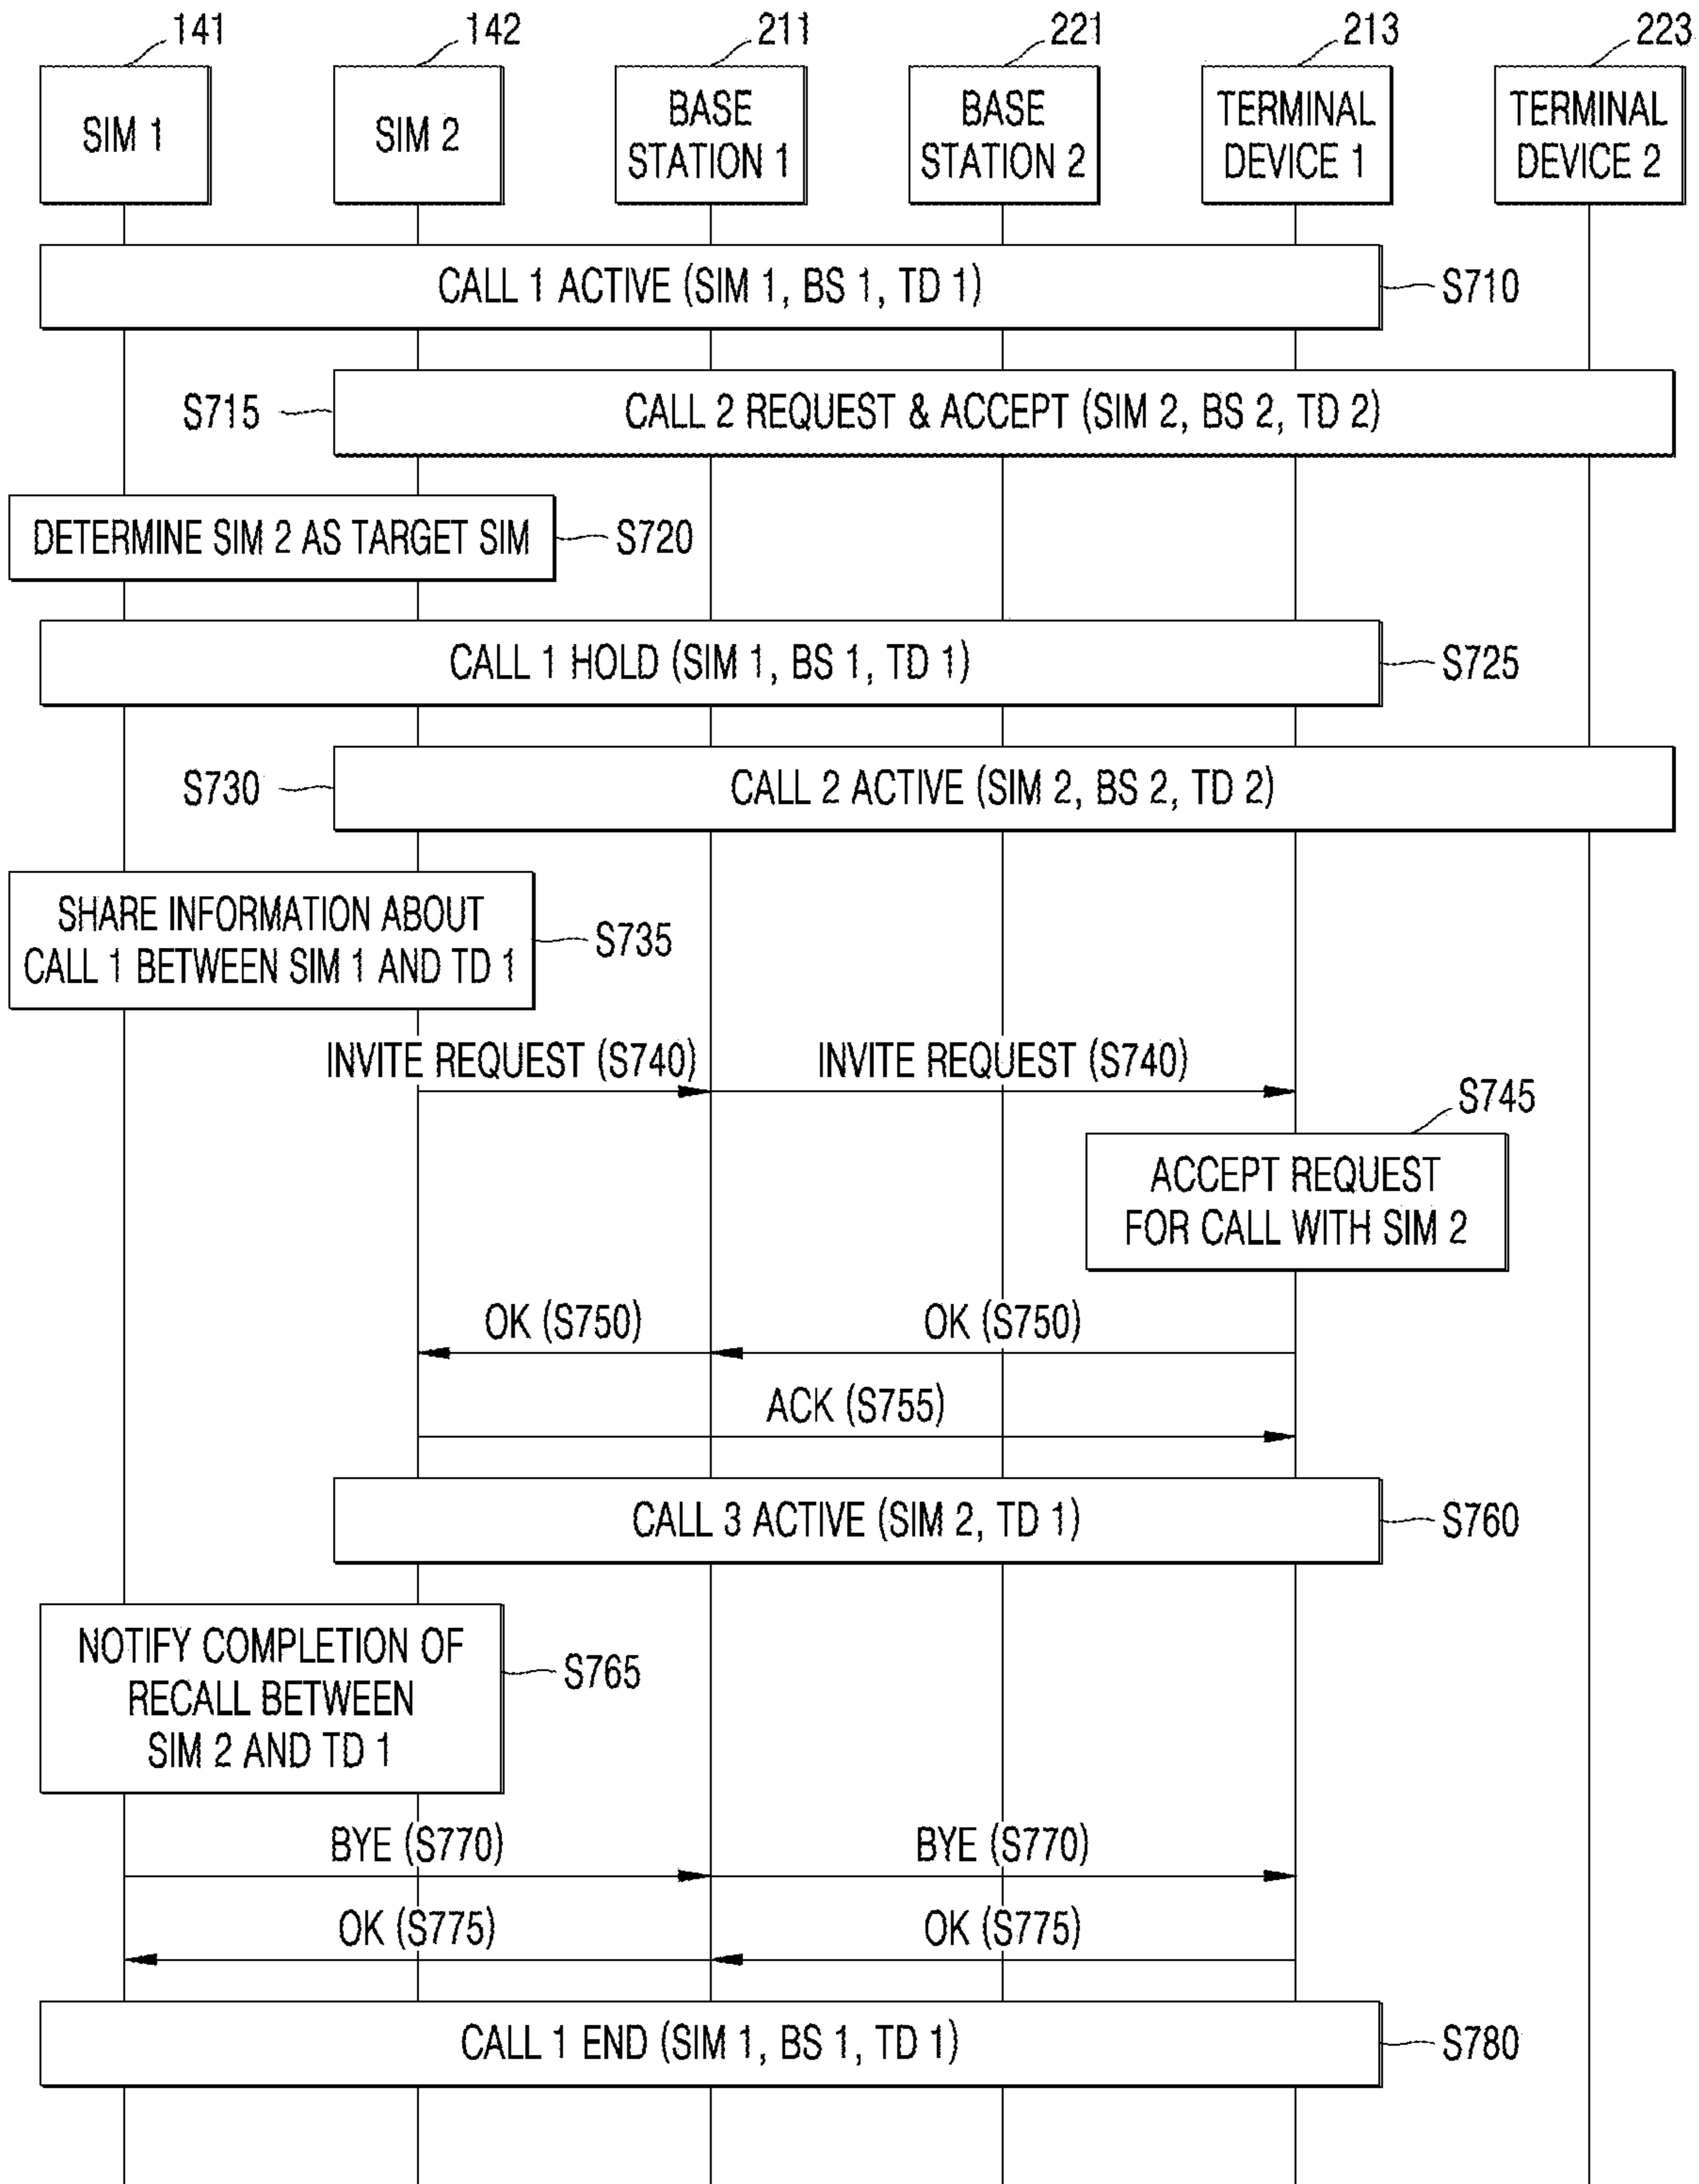 141
142
211
221
213
223
SIM 1
SIM 2
BASE
STATION 1
BASE
STATION 2
TERMINAL
DEVICE 1
TERMINAL
DEVICE 2
CALL 1 ACTIVE (SIM 1, BS 1, TD 1)
S710
S715
CALL 2 REQUEST & ACCEPT (SIM 2, BS 2, TD 2)
DETERMINE SIM 2 AS TARGET SIM
S720
CALL 1 HOLD (SIM 1, BS 1, TD 1)
S725
S730
CALL 2 ACTIVE (SIM 2, BS 2, TD 2)
SHARE INFORMATION ABOUT
CALL 1 BETWEEN SIM 1 AND TD 1
S735
INVITE REQUEST (S740)
INVITE REQUEST (S740)
S745
ACCEPT REQUEST
FOR CALL WITH SIM 2
OK (S750)
OK (S750)
ACK (S755)
CALL 3 ACTIVE (SIM 2, TD 1)
S760
NOTIFY COMPLETION OF
RECALL BETWEEN
SIM 2 AND TD 1
S765
BYE (S770)
BYE (S770)
OK (S775)
OK (S775)
CALL 1 END (SIM 1, BS 1, TD 1)
S780